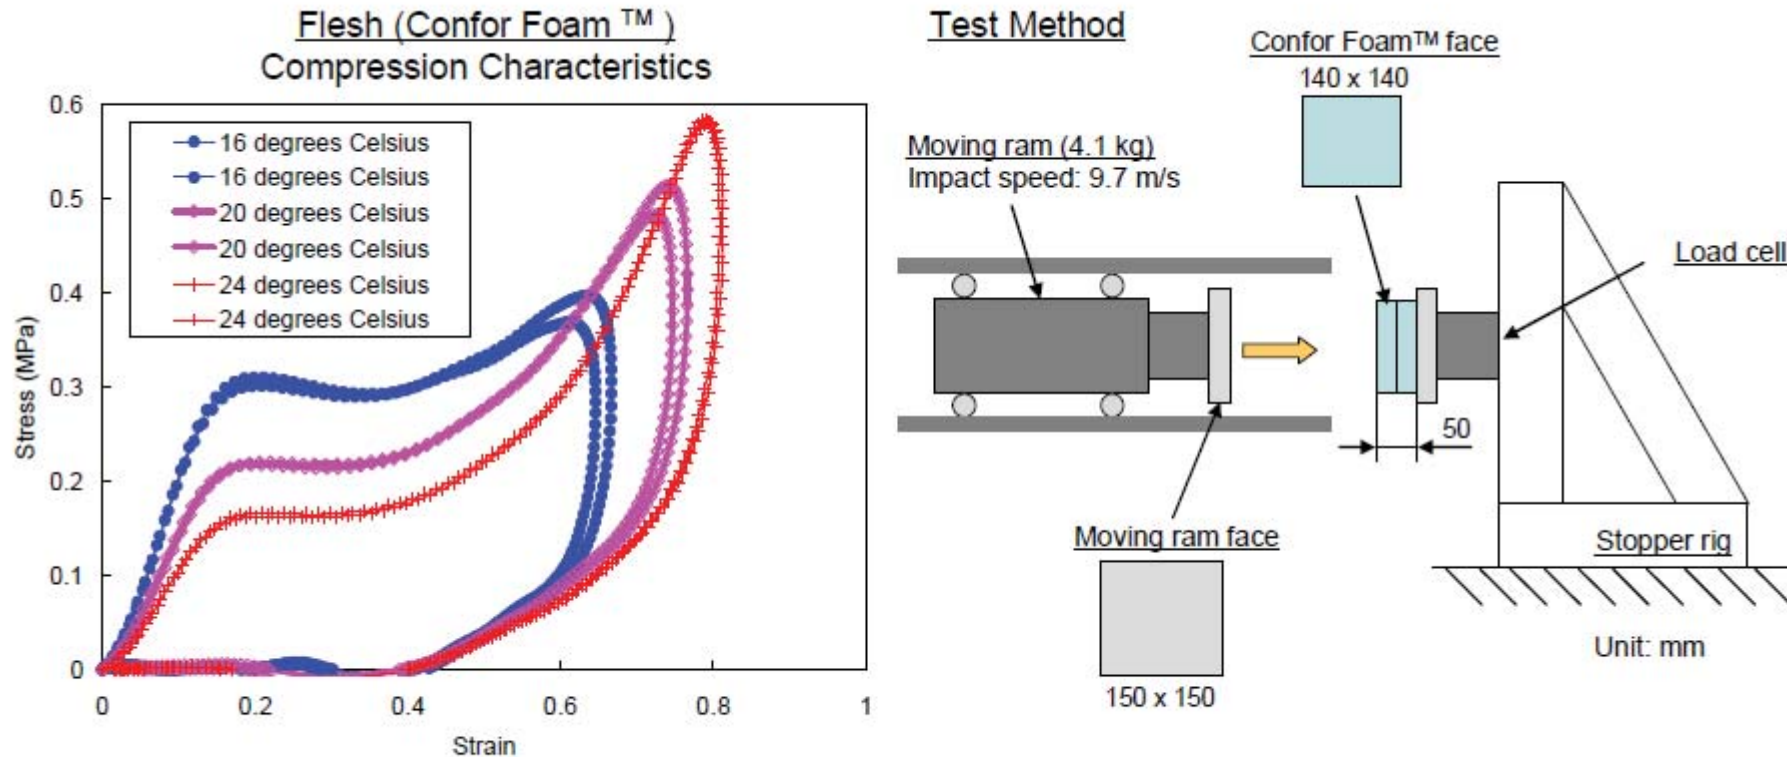 Flesh (Confor Foam ™ )
Compression Characteristics
0.6
0.5
0.4
0.3
0.2
0.1
0
Stress (MPa)
16 degrees Celsius
16 degrees Celsius
20 degrees Celsius
20 degrees Celsius
24 degrees Celsius
24 degrees Celsius
0 0.2 0.4 0.6 0.8 1
Strain
Test Method
Confor Foam™ face
140 x 140
Moving ram (4.1 kg)
Impact speed: 9.7 m/s
Load cell
50
Moving ram face
150 x 150
Stopper rig
Unit: mm